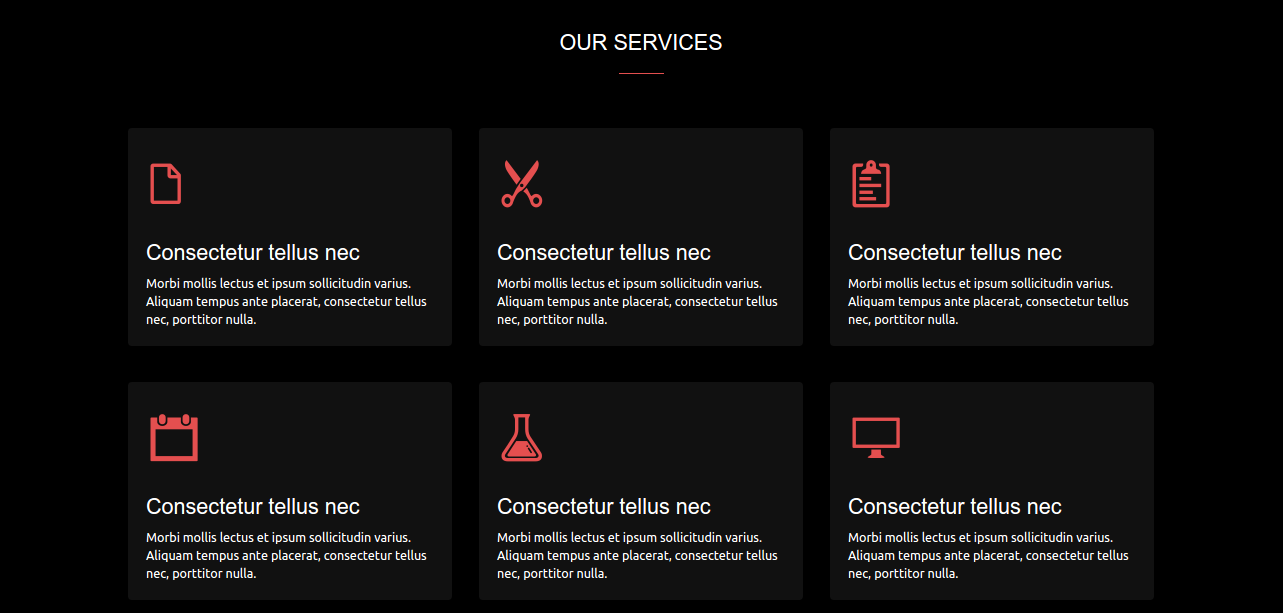 OUR SERVICES
Consectetur tellus nec
Morbi mollis lectus et ipsum sollicitudin varius.
Aliquam tempus ante placerat, consectetur tellus
nec, porttitor nulla.
Consectetur tellus nec
Morbi mollis lectus et ipsum sollicitudin varius.
Aliquam tempus ante placerat, consectetur tellus
nec, porttitor nulla.
Consectetur tellus nec
Morbi mollis lectus et ipsum sollicitudin varius.
Aliquam tempus ante placerat, consectetur tellus
nec, porttitor nulla.
Consectetur tellus nec
Morbi mollis lectus et ipsum sollicitudin varius.
Aliquam tempus ante placerat, consectetur tellus
nec, porttitor nulla.
Consectetur tellus nec
Morbi mollis lectus et ipsum sollicitudin varius.
Aliquam tempus ante placerat, consectetur tellus
nec, porttitor nulla.
Consectetur tellus nec
Morbi mollis lectus et ipsum sollicitudin varius.
Aliquam tempus ante placerat, consectetur tellus
nec, porttitor nulla.